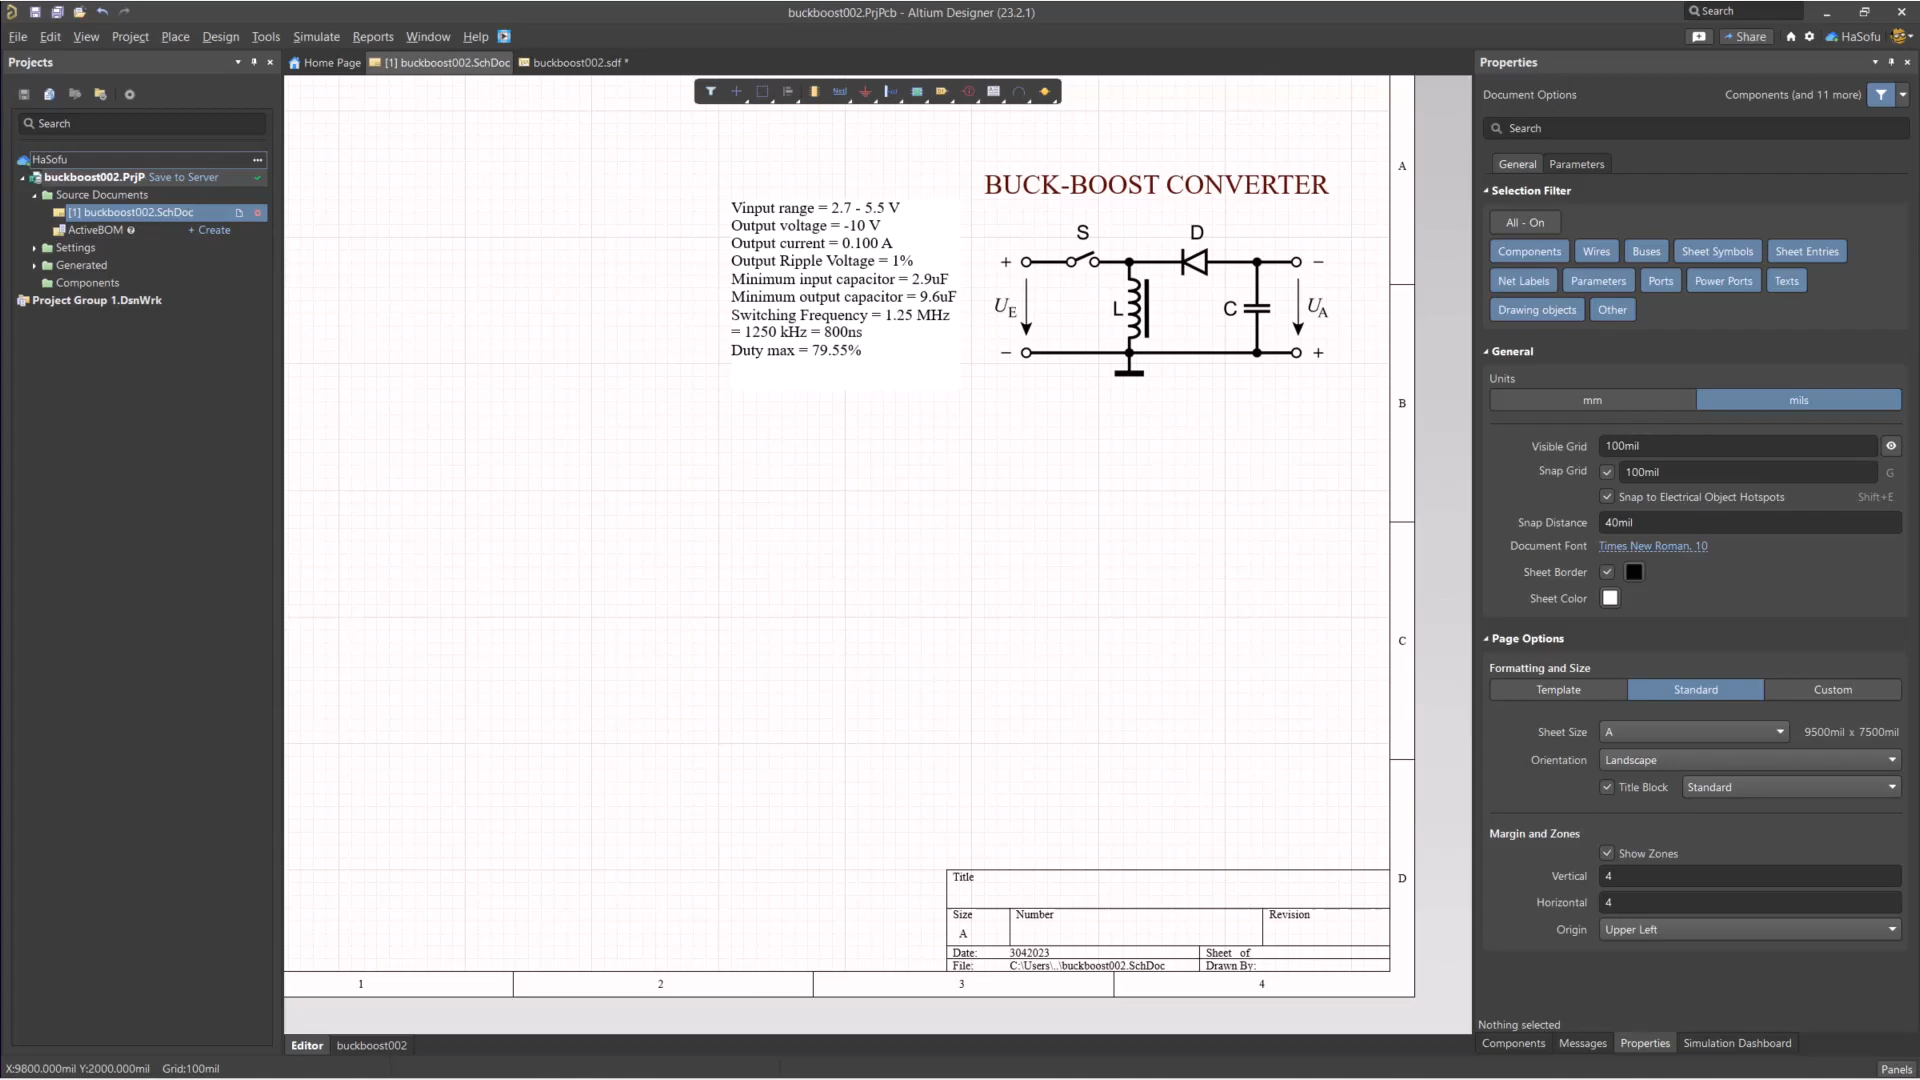 buckboost002.PrjPcb - Altium Designer (23.2.1)
Search
File Edit View Project Place Design Tools Simulate Reports Window Help
Share
HaSofu
Projects
Home Page
[1] buckboost002.SchDoc
buckboost002.sdf *
Properties
Document Options
Components (and 11 more)
Search
Search
HaSofu
buckboost002.PrjP Save to Server
Source Documents
[1] buckboost002.SchDoc
ActiveBOM
+ Create
Settings
Generated
Components
Project Group 1.DsnWrk
BUCK-BOOST CONVERTER
Vinput range = 2.7 - 5.5 V
Output voltage = -10 V
Output current = 0.100 A
Output Ripple Voltage = 1%
Minimum input capacitor = 2.9uF
Minimum output capacitor = 9.6uF
Switching Frequency = 1.25 MHz
= 1250 kHz = 800ns
Duty max = 79.55%
S D
+ −
UE L C UA
− +
A
B
C
D
Title
Size Number Revision
A
Date: 3042023 Sheet of
File: C:\Users\..\buckboost002.SchDoc Drawn By:
1 2 3 4
General Parameters
Selection Filter
All - On
Components Wires Buses Sheet Symbols Sheet Entries
Net Labels Parameters Ports Power Ports Texts
Drawing objects Other
General
Units
mm mils
Visible Grid 100mil
Snap Grid 100mil G
Snap to Electrical Object Hotspots Shift+E
Snap Distance 40mil
Document Font Times New Roman, 10
Sheet Border
Sheet Color
Page Options
Formatting and Size
Template Standard Custom
Sheet Size A 9500mil x 7500mil
Orientation Landscape
Title Block Standard
Margin and Zones
Show Zones
Vertical 4
Horizontal 4
Origin Upper Left
Nothing selected
Components Messages Properties Simulation Dashboard
Editor buckboost002
X:9800.000mil Y:2000.000mil Grid:100mil
Panels